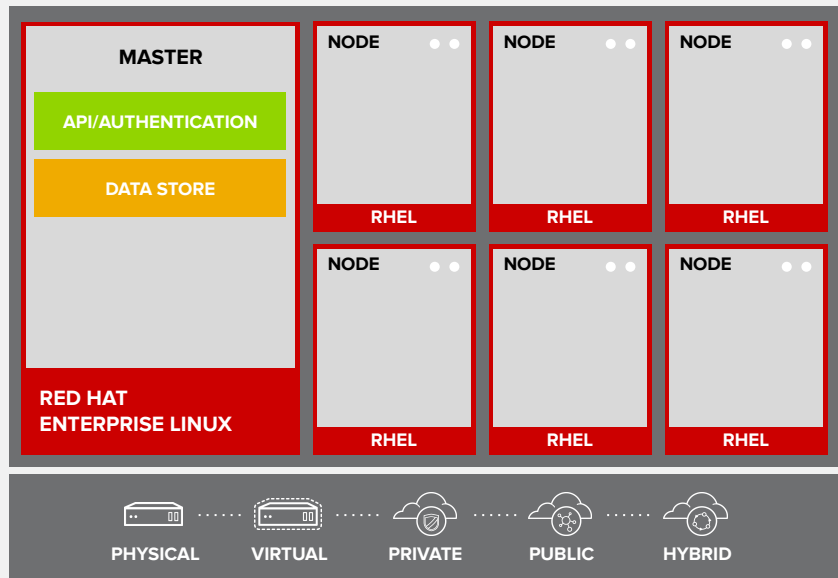 MASTER
API/AUTHENTICATION
DATA STORE
RED HAT
ENTERPRISE LINUX
NODE
RHEL
NODE
RHEL
NODE
RHEL
NODE
RHEL
NODE
RHEL
NODE
RHEL
PHYSICAL
VIRTUAL
PRIVATE
PUBLIC
HYBRID